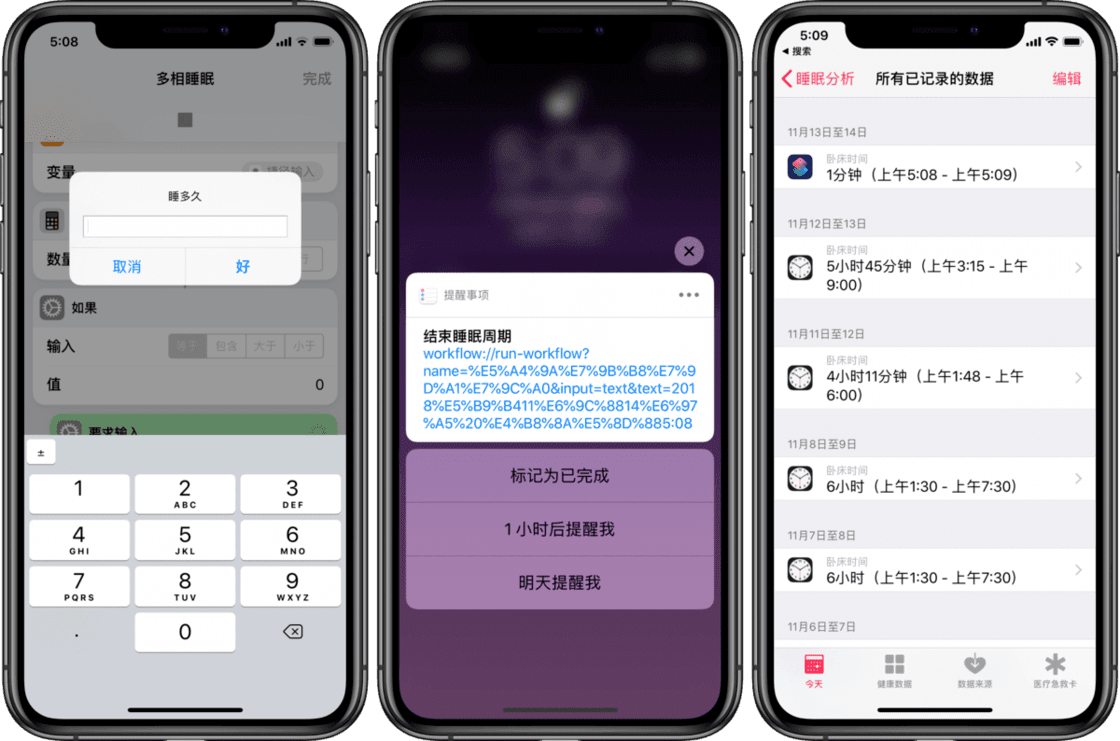 5:08
多相睡眠
完成
变量
睡多久
取消
好
数量
如果
输入
等于
包含
大于
小于
值
0
要求输入
±
1
2
ABC
3
DEF
4
GHI
5
JKL
6
MNO
7
PQRS
8
TUV
9
WXYZ
.
0
提醒事项
结束睡眠周期
workflow://run-workflow?
name=%E5%A4%9A%E7%9B%B8%E7%9
D%A1%E7%9C%A0&input=text&text=201
8%E5%B9%B411%E6%9C%8814%E6%97
%A5%20%E4%B8%8A%E5%8D%885:08
标记为已完成
1 小时后提醒我
明天提醒我
5:09
搜索
睡眠分析
所有已记录的数据
编辑
11月13日至14日
卧床时间
1分钟（上午5:08 - 上午5:09）
11月12日至13日
卧床时间
5小时45分钟（上午3:15 - 上午
9:00）
11月11日至12日
卧床时间
4小时11分钟（上午1:48 - 上午
6:00）
11月8日至9日
卧床时间
6小时（上午1:30 - 上午7:30）
11月7日至8日
卧床时间
6小时（上午1:30 - 上午7:30）
11月6日至7日
今天
健康数据
数据来源
医疗急救卡